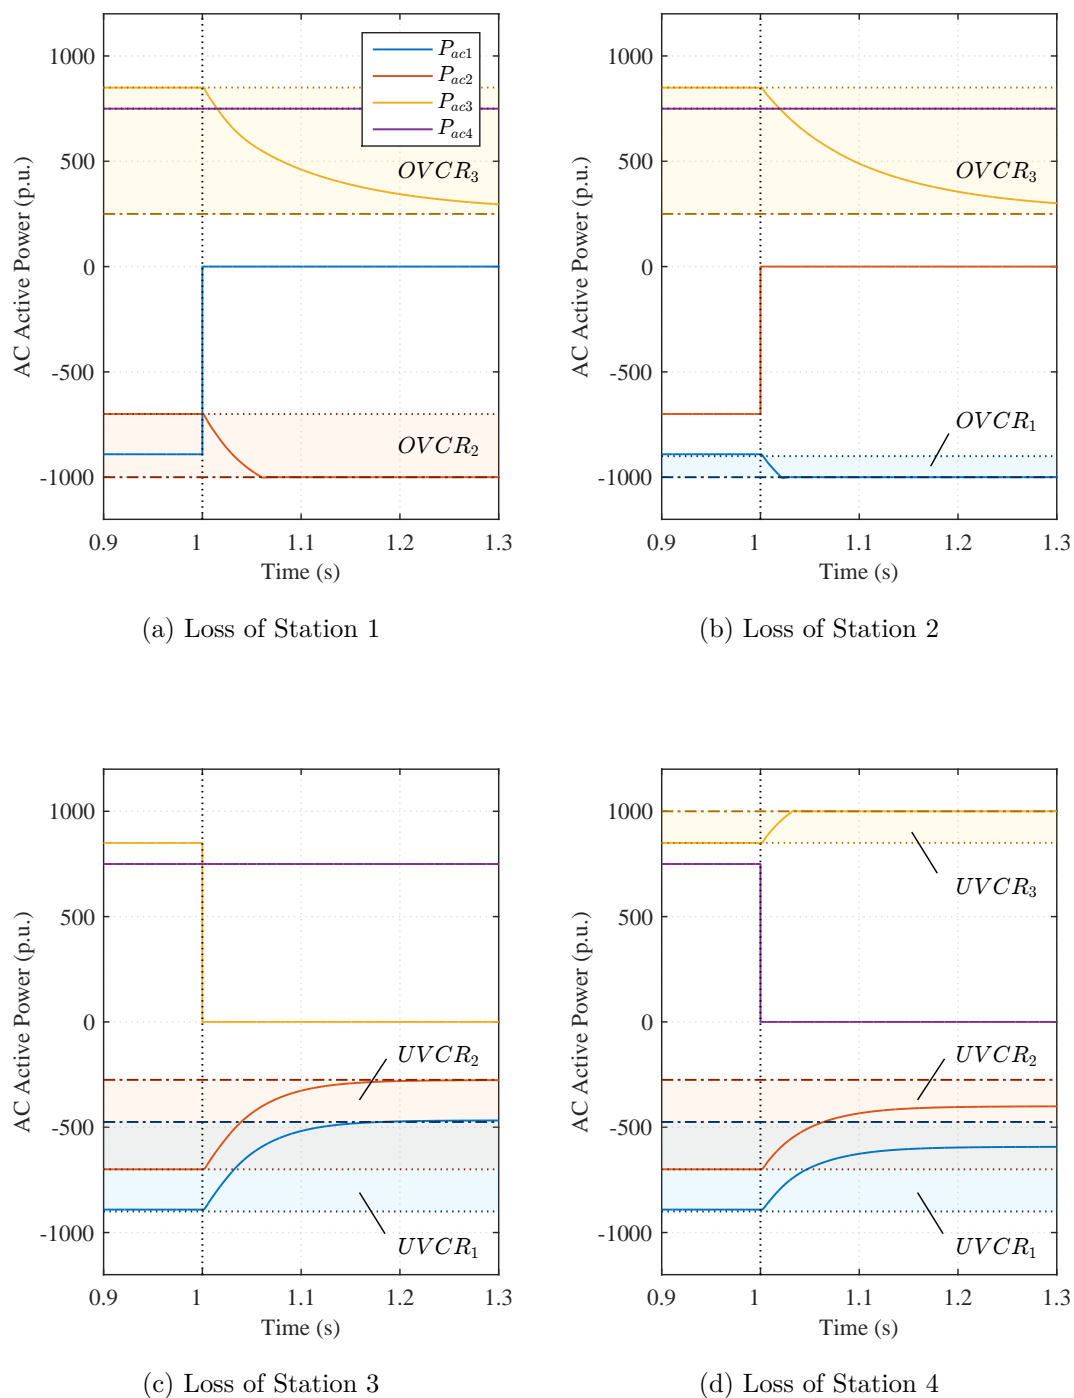 1000
500
0
-500
-1000
AC Active Power (p.u.)
P_ac1
P_ac2
P_ac3
P_ac4
OVCR_3
OVCR_2
0.9 1 1.1 1.2 1.3
Time (s)
(a) Loss of Station 1
1000
500
0
-500
-1000
AC Active Power (p.u.)
OVCR_3
OVCR_1
0.9 1 1.1 1.2 1.3
Time (s)
(b) Loss of Station 2
1000
500
0
-500
-1000
AC Active Power (p.u.)
UVCR_2
UVCR_1
0.9 1 1.1 1.2 1.3
Time (s)
(c) Loss of Station 3
1000
500
0
-500
-1000
AC Active Power (p.u.)
UVCR_3
UVCR_2
UVCR_1
0.9 1 1.1 1.2 1.3
Time (s)
(d) Loss of Station 4